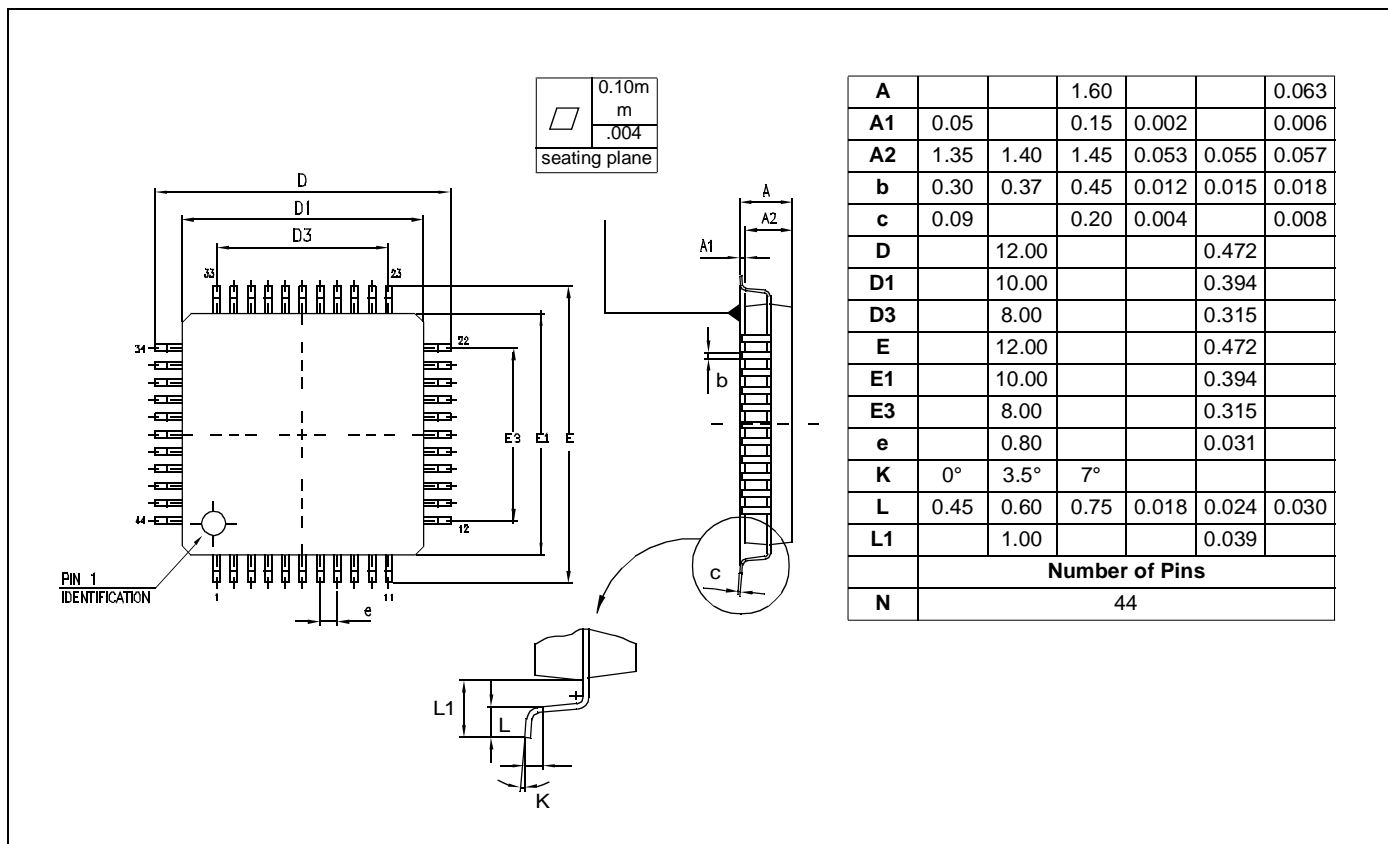 0.10m
m
.004
seating plane
D
D1
D3
33
23
34
22
E3
E1
E
44
12
PIN 1
IDENTIFICATION
1
11
e
A
A2
A1
b
c
L1
L
K
A 1.60 0.063
A1 0.05 0.15 0.002 0.006
A2 1.35 1.40 1.45 0.053 0.055 0.057
b 0.30 0.37 0.45 0.012 0.015 0.018
c 0.09 0.20 0.004 0.008
D 12.00 0.472
D1 10.00 0.394
D3 8.00 0.315
E 12.00 0.472
E1 10.00 0.394
E3 8.00 0.315
e 0.80 0.031
K 0° 3.5° 7°
L 0.45 0.60 0.75 0.018 0.024 0.030
L1 1.00 0.039
Number of Pins
N 44